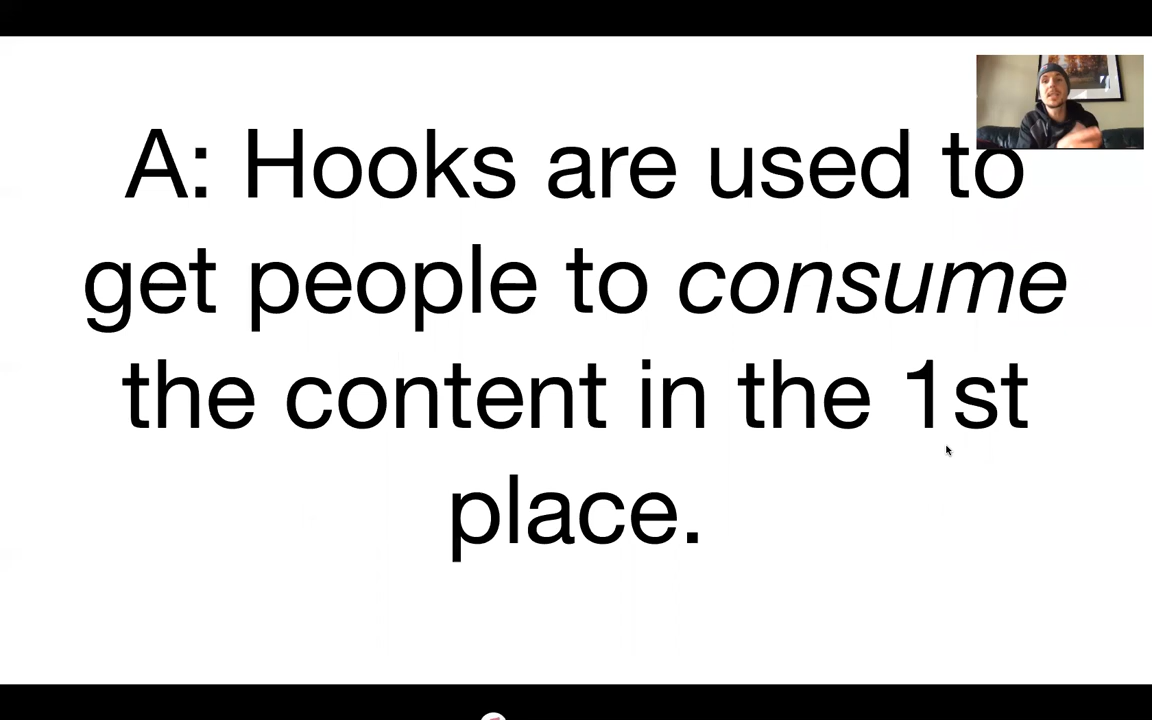 A: Hooks are used to
get people to consume
the content in the 1st
place.